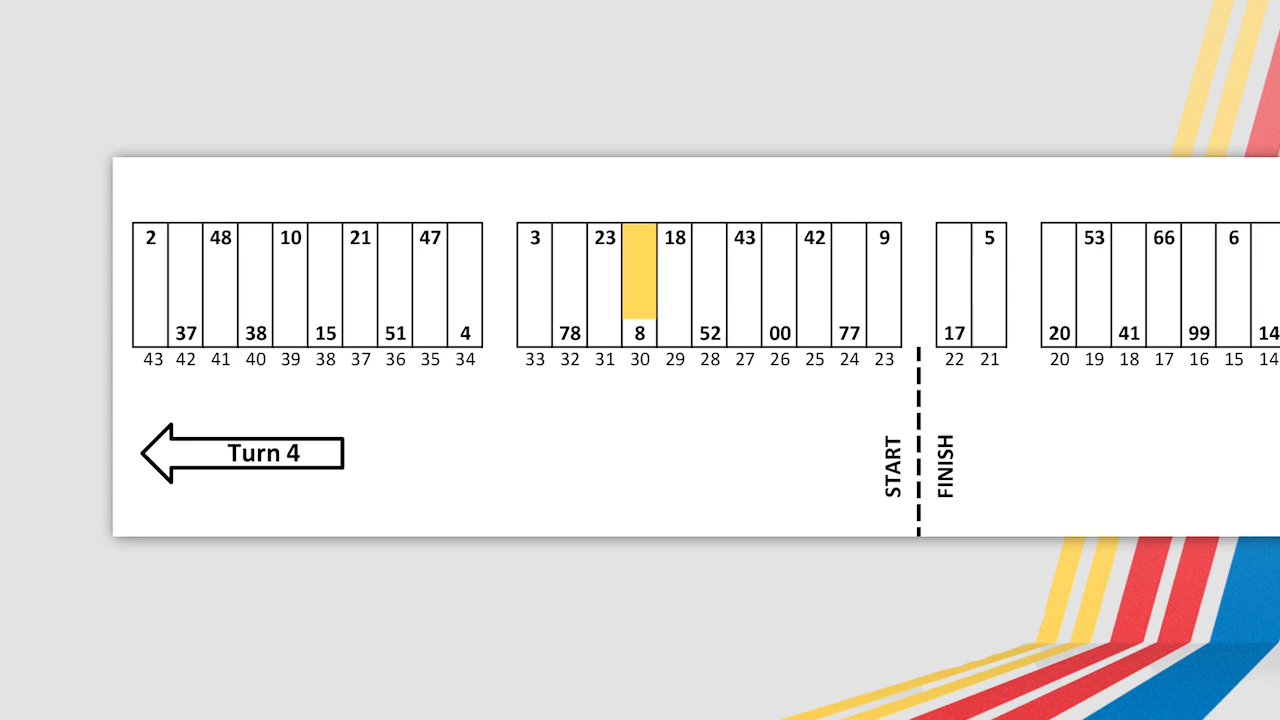 2 48 10 21 47 3 23 18 43 42 9 5 53 66 6
37 38 15 51 4 78 8 52 00 77 17 20 41 99 14
43 42 41 40 39 38 37 36 35 34 33 32 31 30 29 28 27 26 25 24 23 22 21 20 19 18 17 16 15 14
Turn 4
START
FINISH